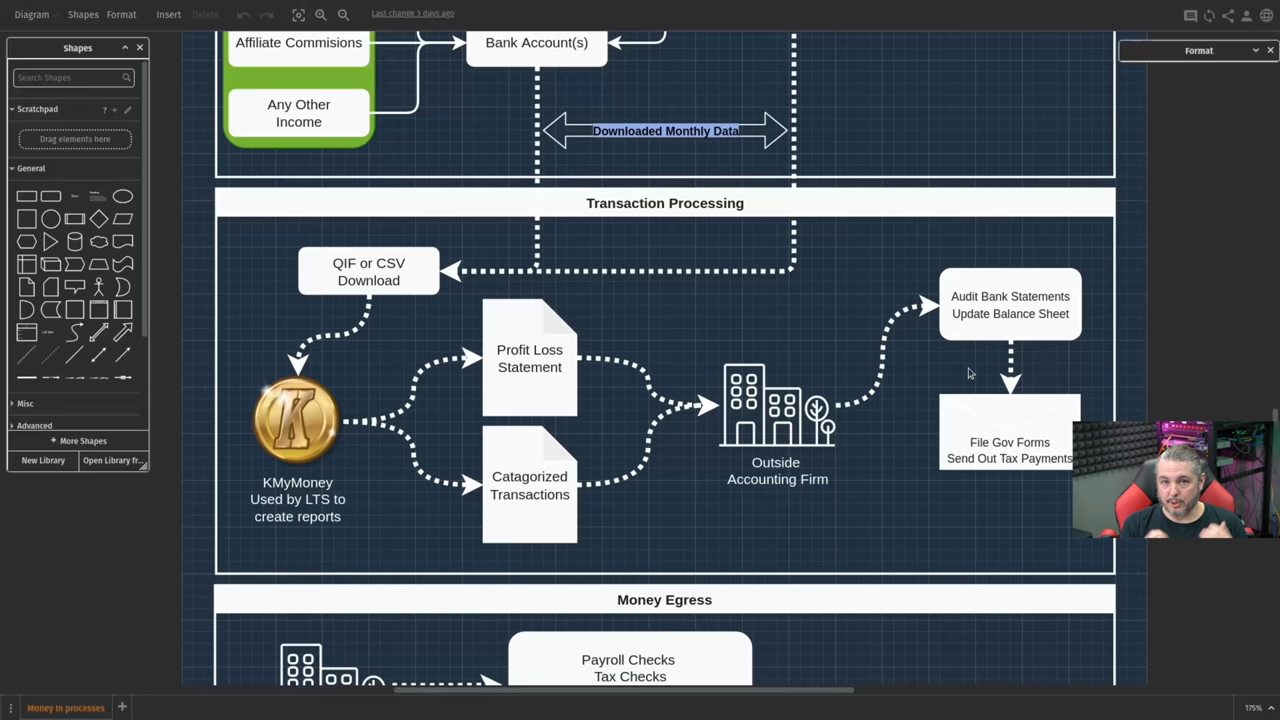 Diagram
Shapes
Format
Insert
Delete
Last change 3 days ago
Shapes
Search Shapes
Scratchpad
?
Drag elements here
General
Misc
Advanced
+ More Shapes
New Library
Open Library fr...
Format
Affiliate Commisions
Bank Account(s)
Any Other
Income
Downloaded Monthly Data
Transaction Processing
QIF or CSV
Download
Audit Bank Statements
Update Balance Sheet
Profit Loss
Statement
File Gov Forms
Send Out Tax Payments
Outside
Accounting Firm
Catagorized
Transactions
KMyMoney
Used by LTS to
create reports
Money Egress
Payroll Checks
Tax Checks
Money in processes
175%